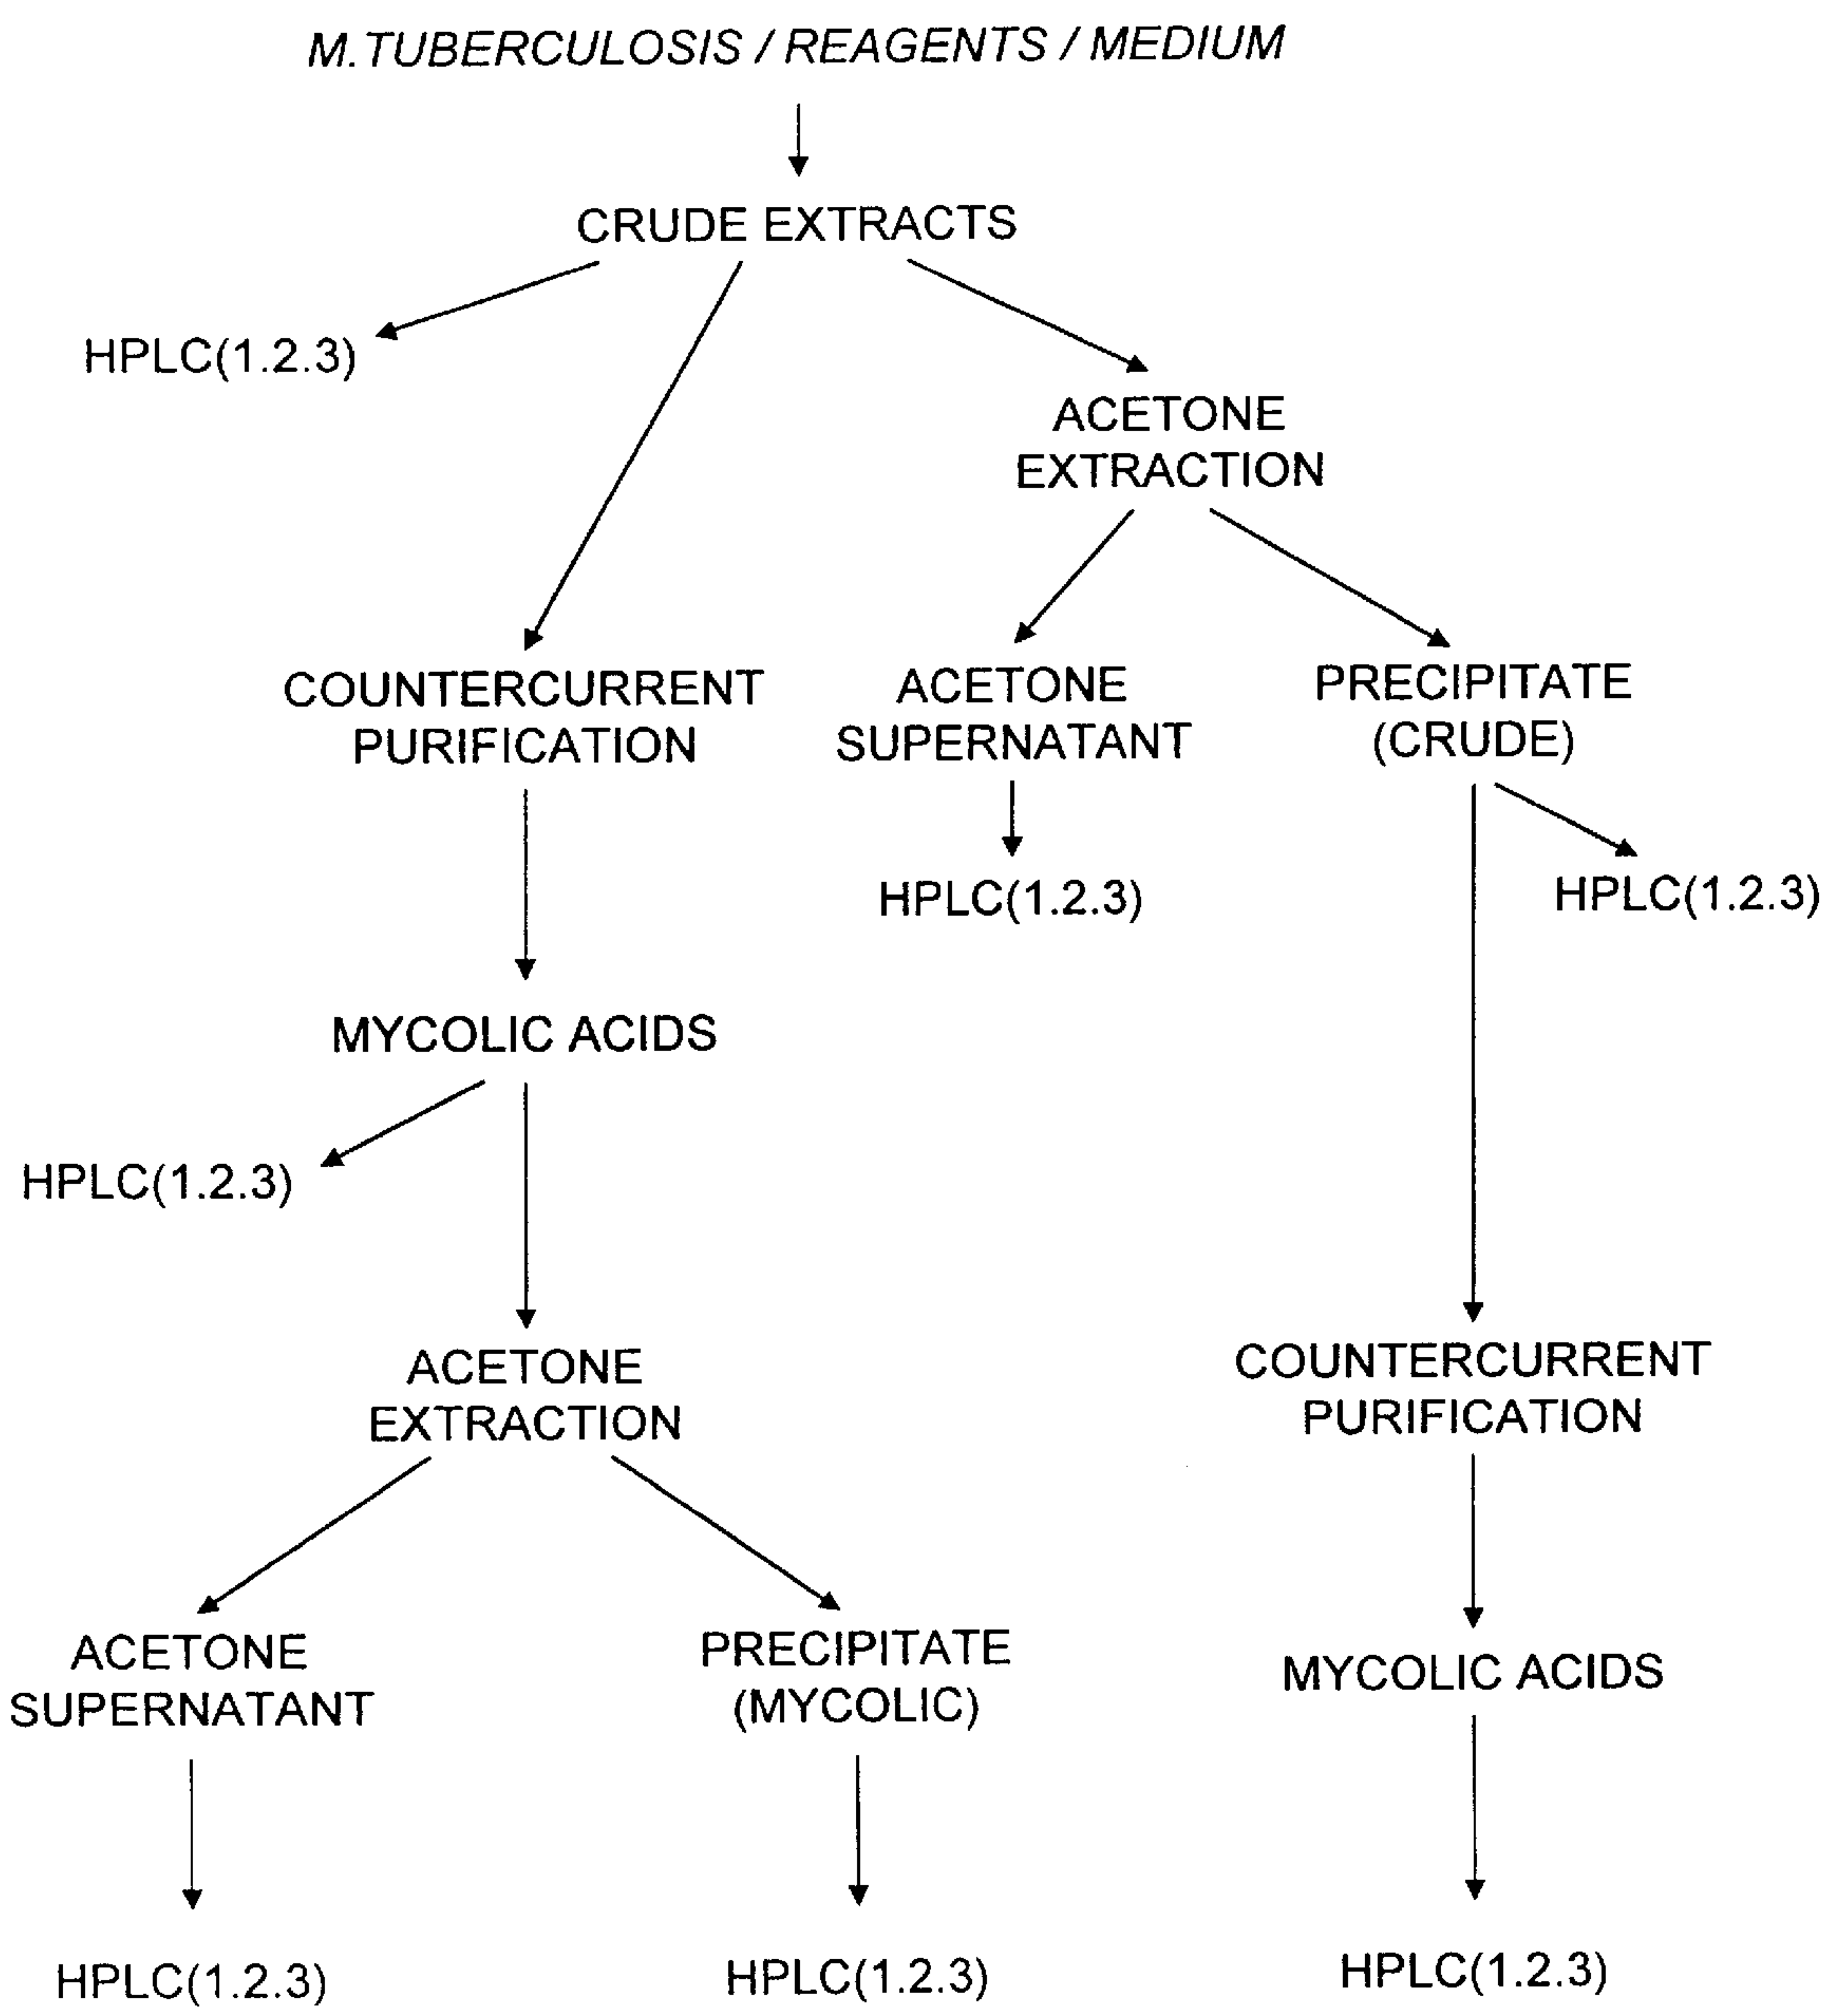 M.TUBERCULOSIS / REAGENTS / MEDIUM
CRUDE EXTRACTS
HPLC(1.2.3)
ACETONE
EXTRACTION
COUNTERCURRENT
PURIFICATION
ACETONE
SUPERNATANT
PRECIPITATE
(CRUDE)
HPLC(1.2.3)
HPLC(1.2.3)
MYCOLIC ACIDS
HPLC(1.2.3)
ACETONE
EXTRACTION
COUNTERCURRENT
PURIFICATION
ACETONE
SUPERNATANT
PRECIPITATE
(MYCOLIC)
MYCOLIC ACIDS
HPLC(1.2.3)
HPLC(1.2.3)
HPLC(1.2.3)